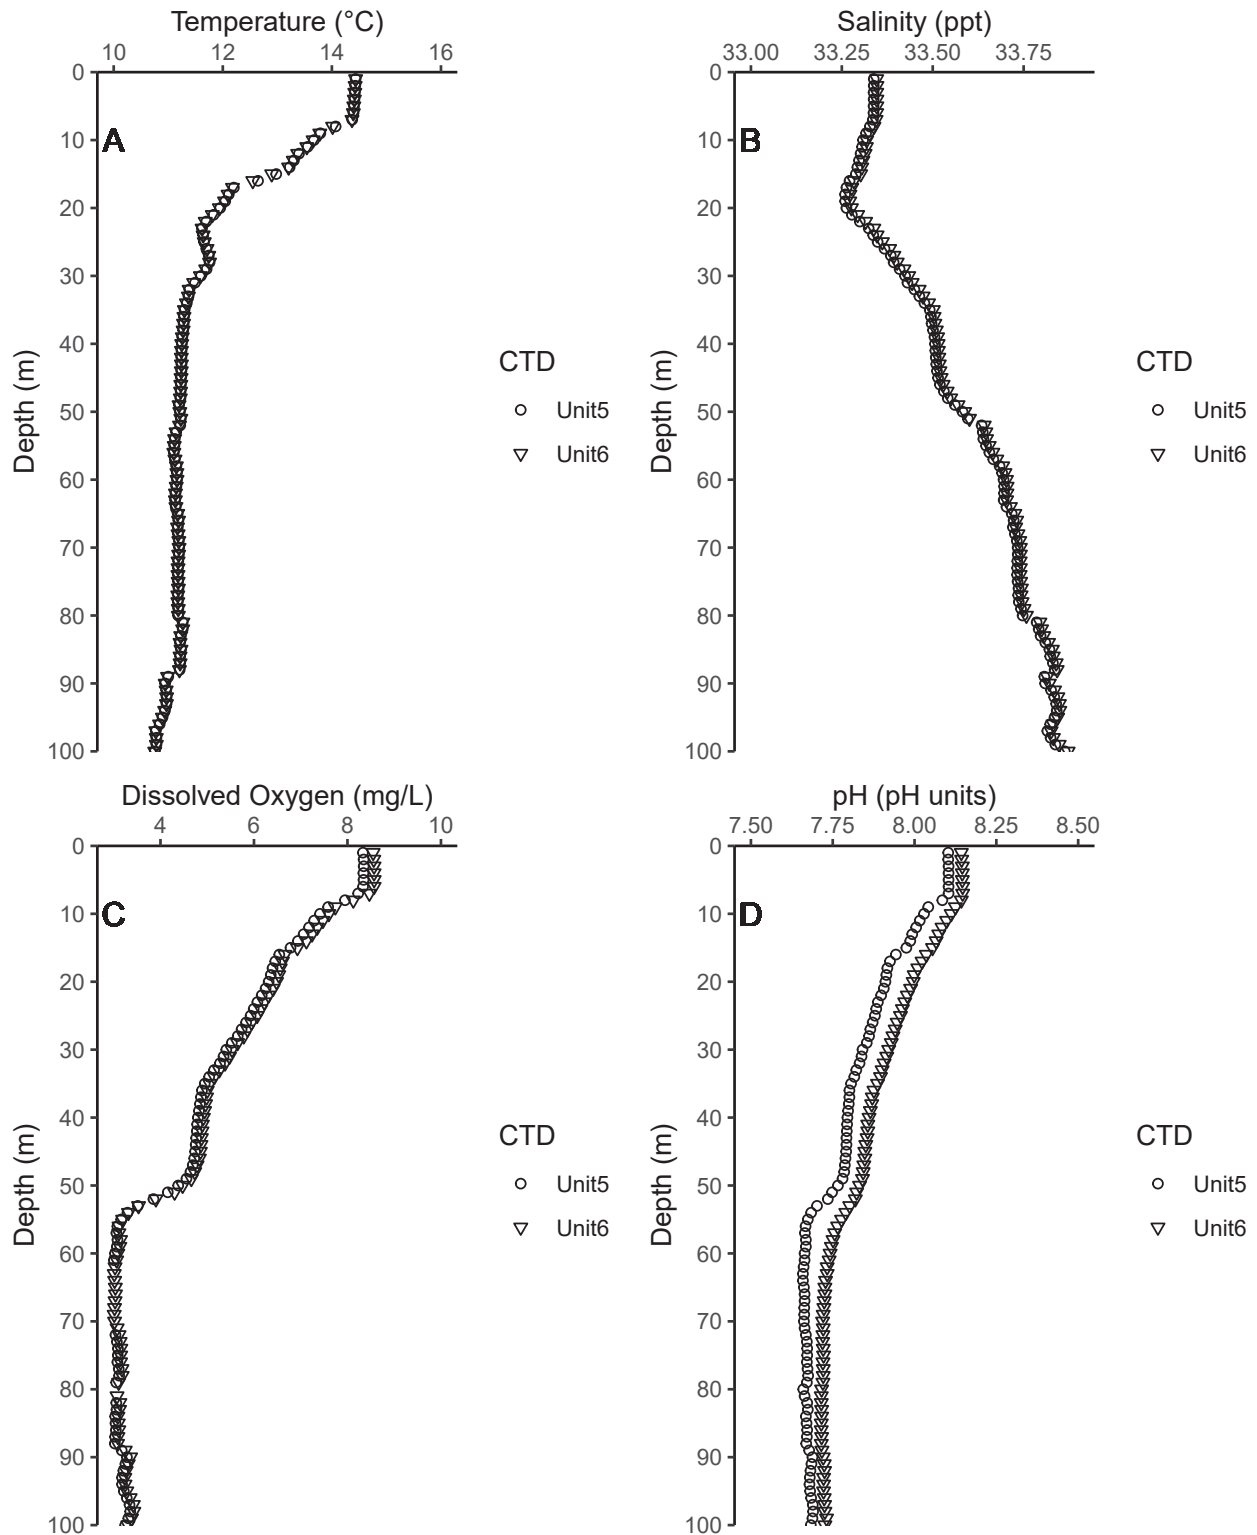 Temperature (°C)
10 12 14 16
0
10
20
30
40
50
60
70
80
90
100
Depth (m)
A
CTD
Unit5
Unit6
Salinity (ppt)
33.00 33.25 33.50 33.75
0
10
20
30
40
50
60
70
80
90
100
Depth (m)
B
CTD
Unit5
Unit6
Dissolved Oxygen (mg/L)
4 6 8 10
0
10
20
30
40
50
60
70
80
90
100
Depth (m)
C
CTD
Unit5
Unit6
pH (pH units)
7.50 7.75 8.00 8.25 8.50
0
10
20
30
40
50
60
70
80
90
100
Depth (m)
D
CTD
Unit5
Unit6